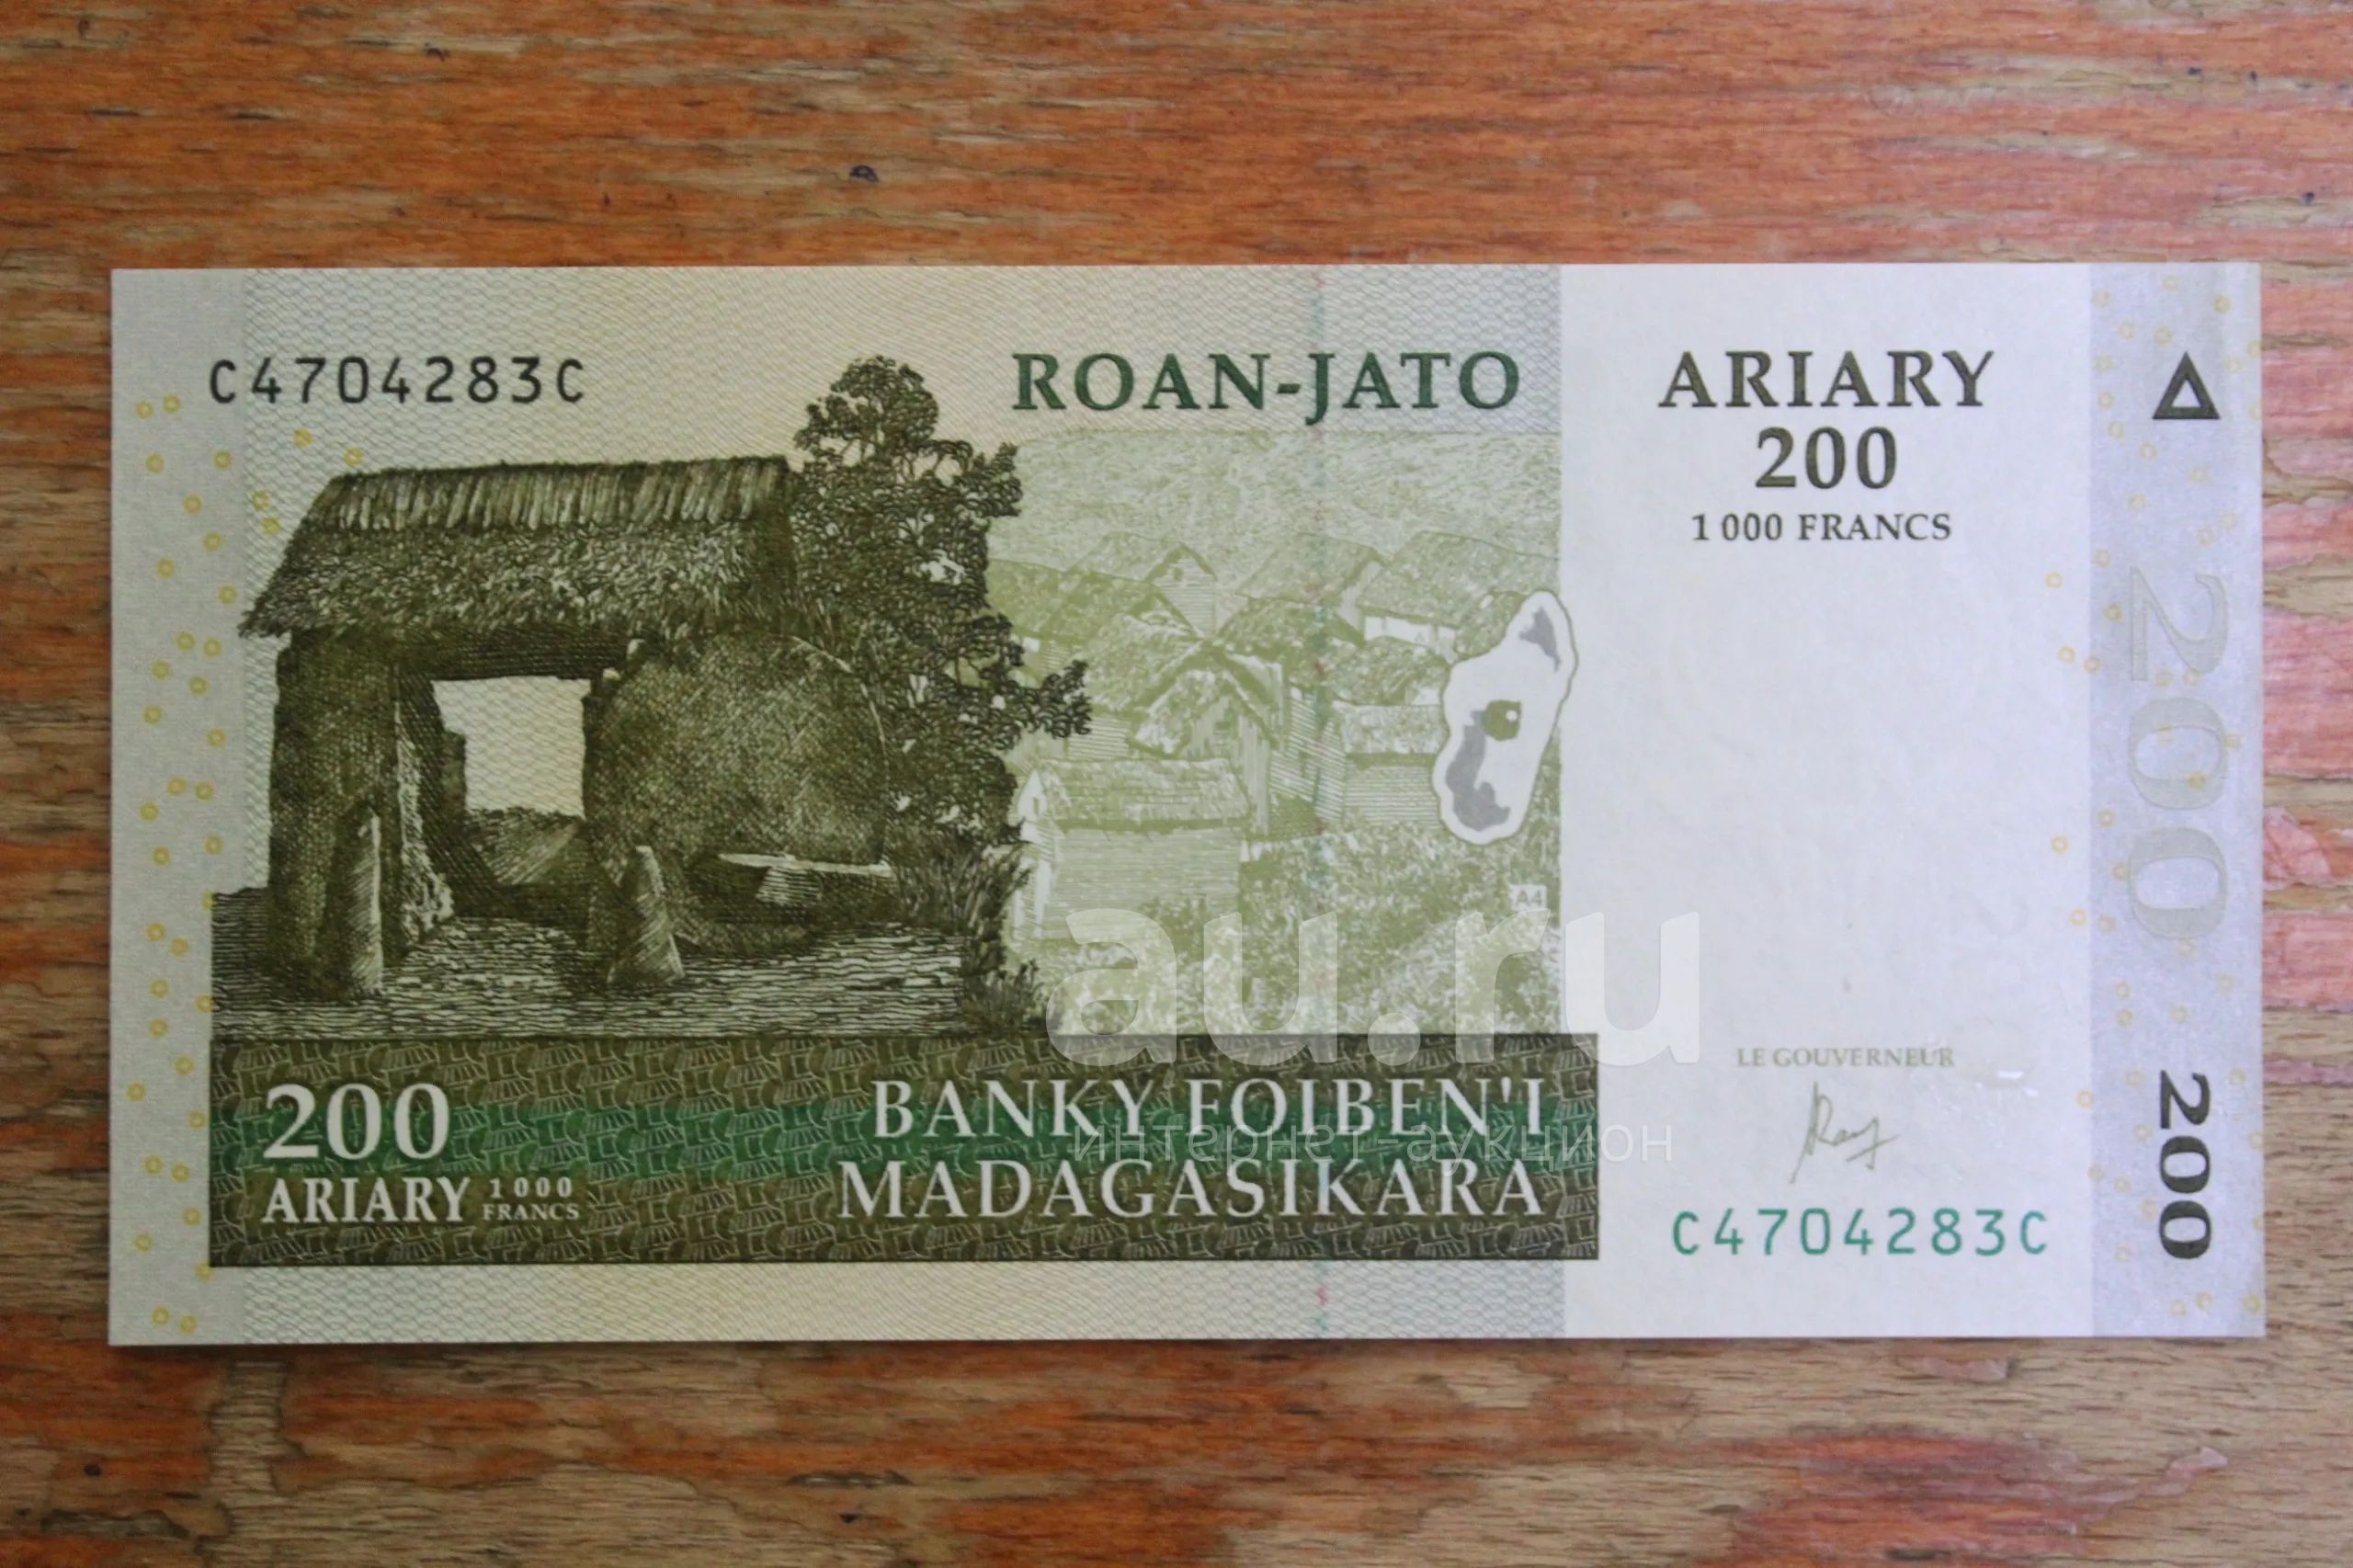 C4704283C
ROAN-JATO
ARIARY
200
1 000 FRANCS
200
A4
au.ru
интернет-аукцион
LE GOUVERNEUR
200
ARIARY 1 000 FRANCS
BANKY FOIBEN'I
MADAGASIKARA
C4704283C
200